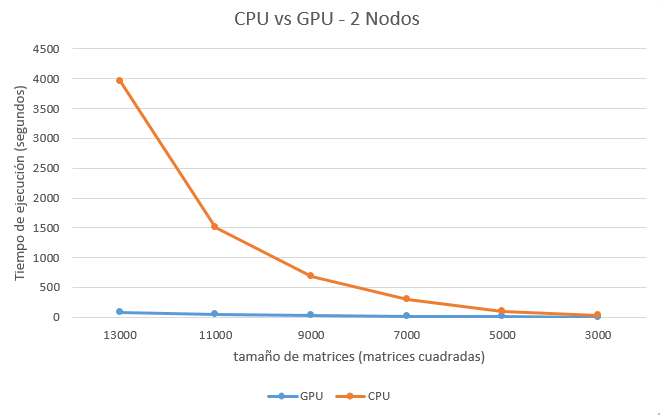 CPU vs GPU - 2 Nodos
4500
4000
3500
3000
2500
2000
1500
1000
500
0
Tiempo de ejecución (segundos)
13000 11000 9000 7000 5000 3000
tamaño de matrices (matrices cuadradas)
GPU CPU